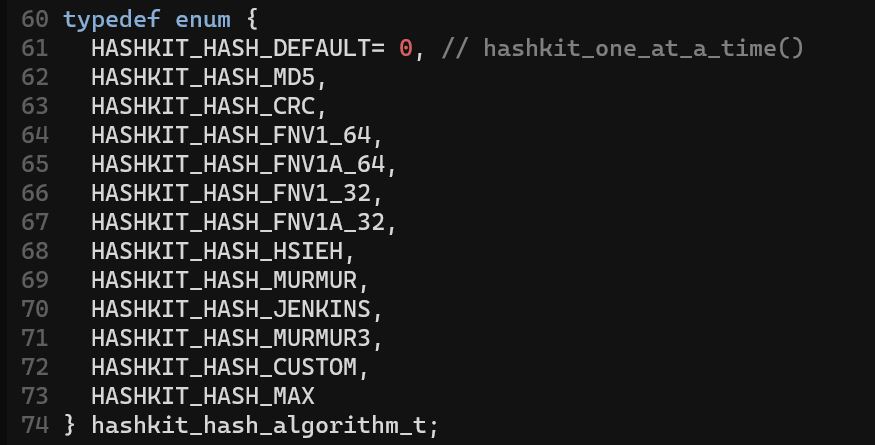 60 typedef enum {
61   HASHKIT_HASH_DEFAULT= 0, // hashkit_one_at_a_time()
62   HASHKIT_HASH_MD5,
63   HASHKIT_HASH_CRC,
64   HASHKIT_HASH_FNV1_64,
65   HASHKIT_HASH_FNV1A_64,
66   HASHKIT_HASH_FNV1_32,
67   HASHKIT_HASH_FNV1A_32,
68   HASHKIT_HASH_HSIEH,
69   HASHKIT_HASH_MURMUR,
70   HASHKIT_HASH_JENKINS,
71   HASHKIT_HASH_MURMUR3,
72   HASHKIT_HASH_CUSTOM,
73   HASHKIT_HASH_MAX
74 } hashkit_hash_algorithm_t;